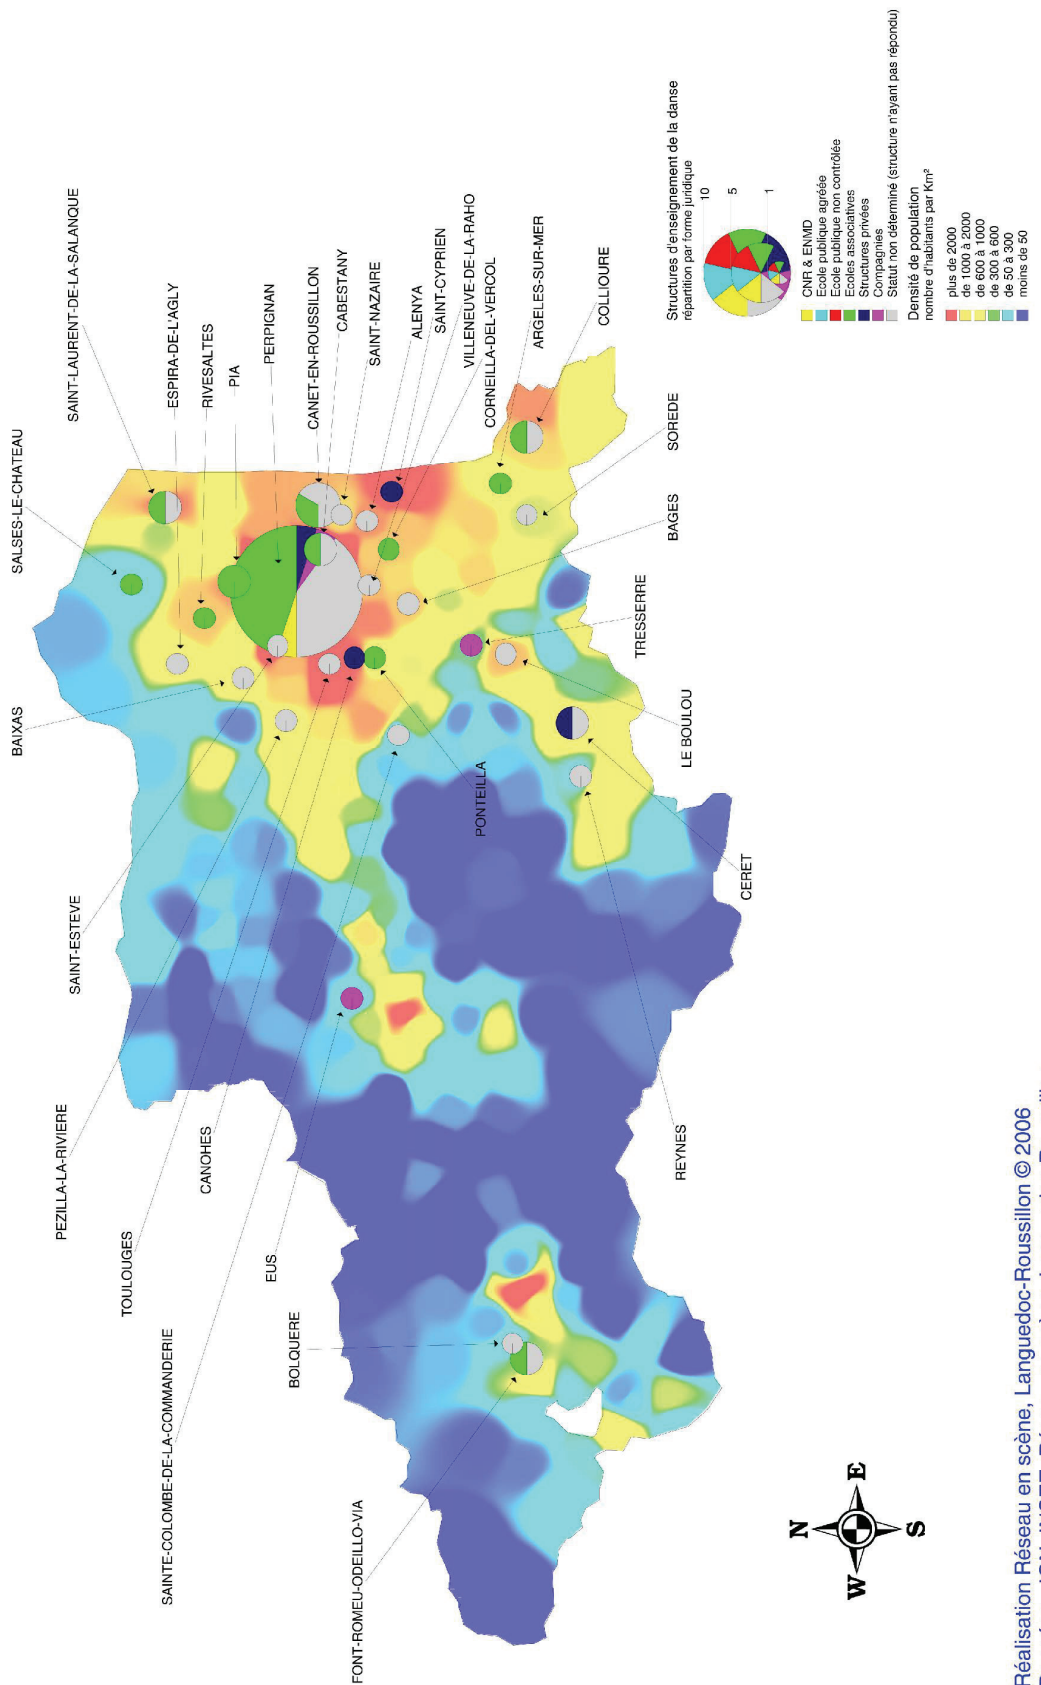 SALSES-LE-CHATEAU
SAINT-LAURENT-DE-LA-SALANQUE
ESPIRA-DE-L'AGLY
RIVESALTES
PIA
PERPIGNAN
CANET-EN-ROUSSILLON
CABESTANY
SAINT-NAZAIRE
ALENYA
SAINT-CYPRIEN
VILLENEUVE-DE-LA-RAHO
CORNEILLA-DEL-VERCOL
ARGELES-SUR-MER
COLLIOURE
SOREDE
BAGES
TRESSERRE
LE BOULOU
CERET
REYNES
PONTEILLA
BAIXAS
SAINT-ESTEVE
PEZILLA-LA-RIVIERE
TOULOUGES
CANOHES
SAINTE-COLOMBE-DE-LA-COMMANDERIE
EUS
BOLQUERE
FONT-ROMEU-ODEILLO-VIA
Structures d'enseignement de la danse
répartition par forme juridique
10
5
1
CNR & ENMD
Ecole publique agréée
Ecole publique non contrôlée
Ecoles associatives
Structures privées
Compagnies
Statut non déterminé (structure n'ayant pas répondu)
Densité de population
nombre d'habitants par Km²
plus de 2000
de 1000 à 2000
de 600 à 1000
de 300 à 600
de 50 à 300
moins de 50
N
W
E
S
Réalisation Réseau en scène, Languedoc-Roussillon © 2006